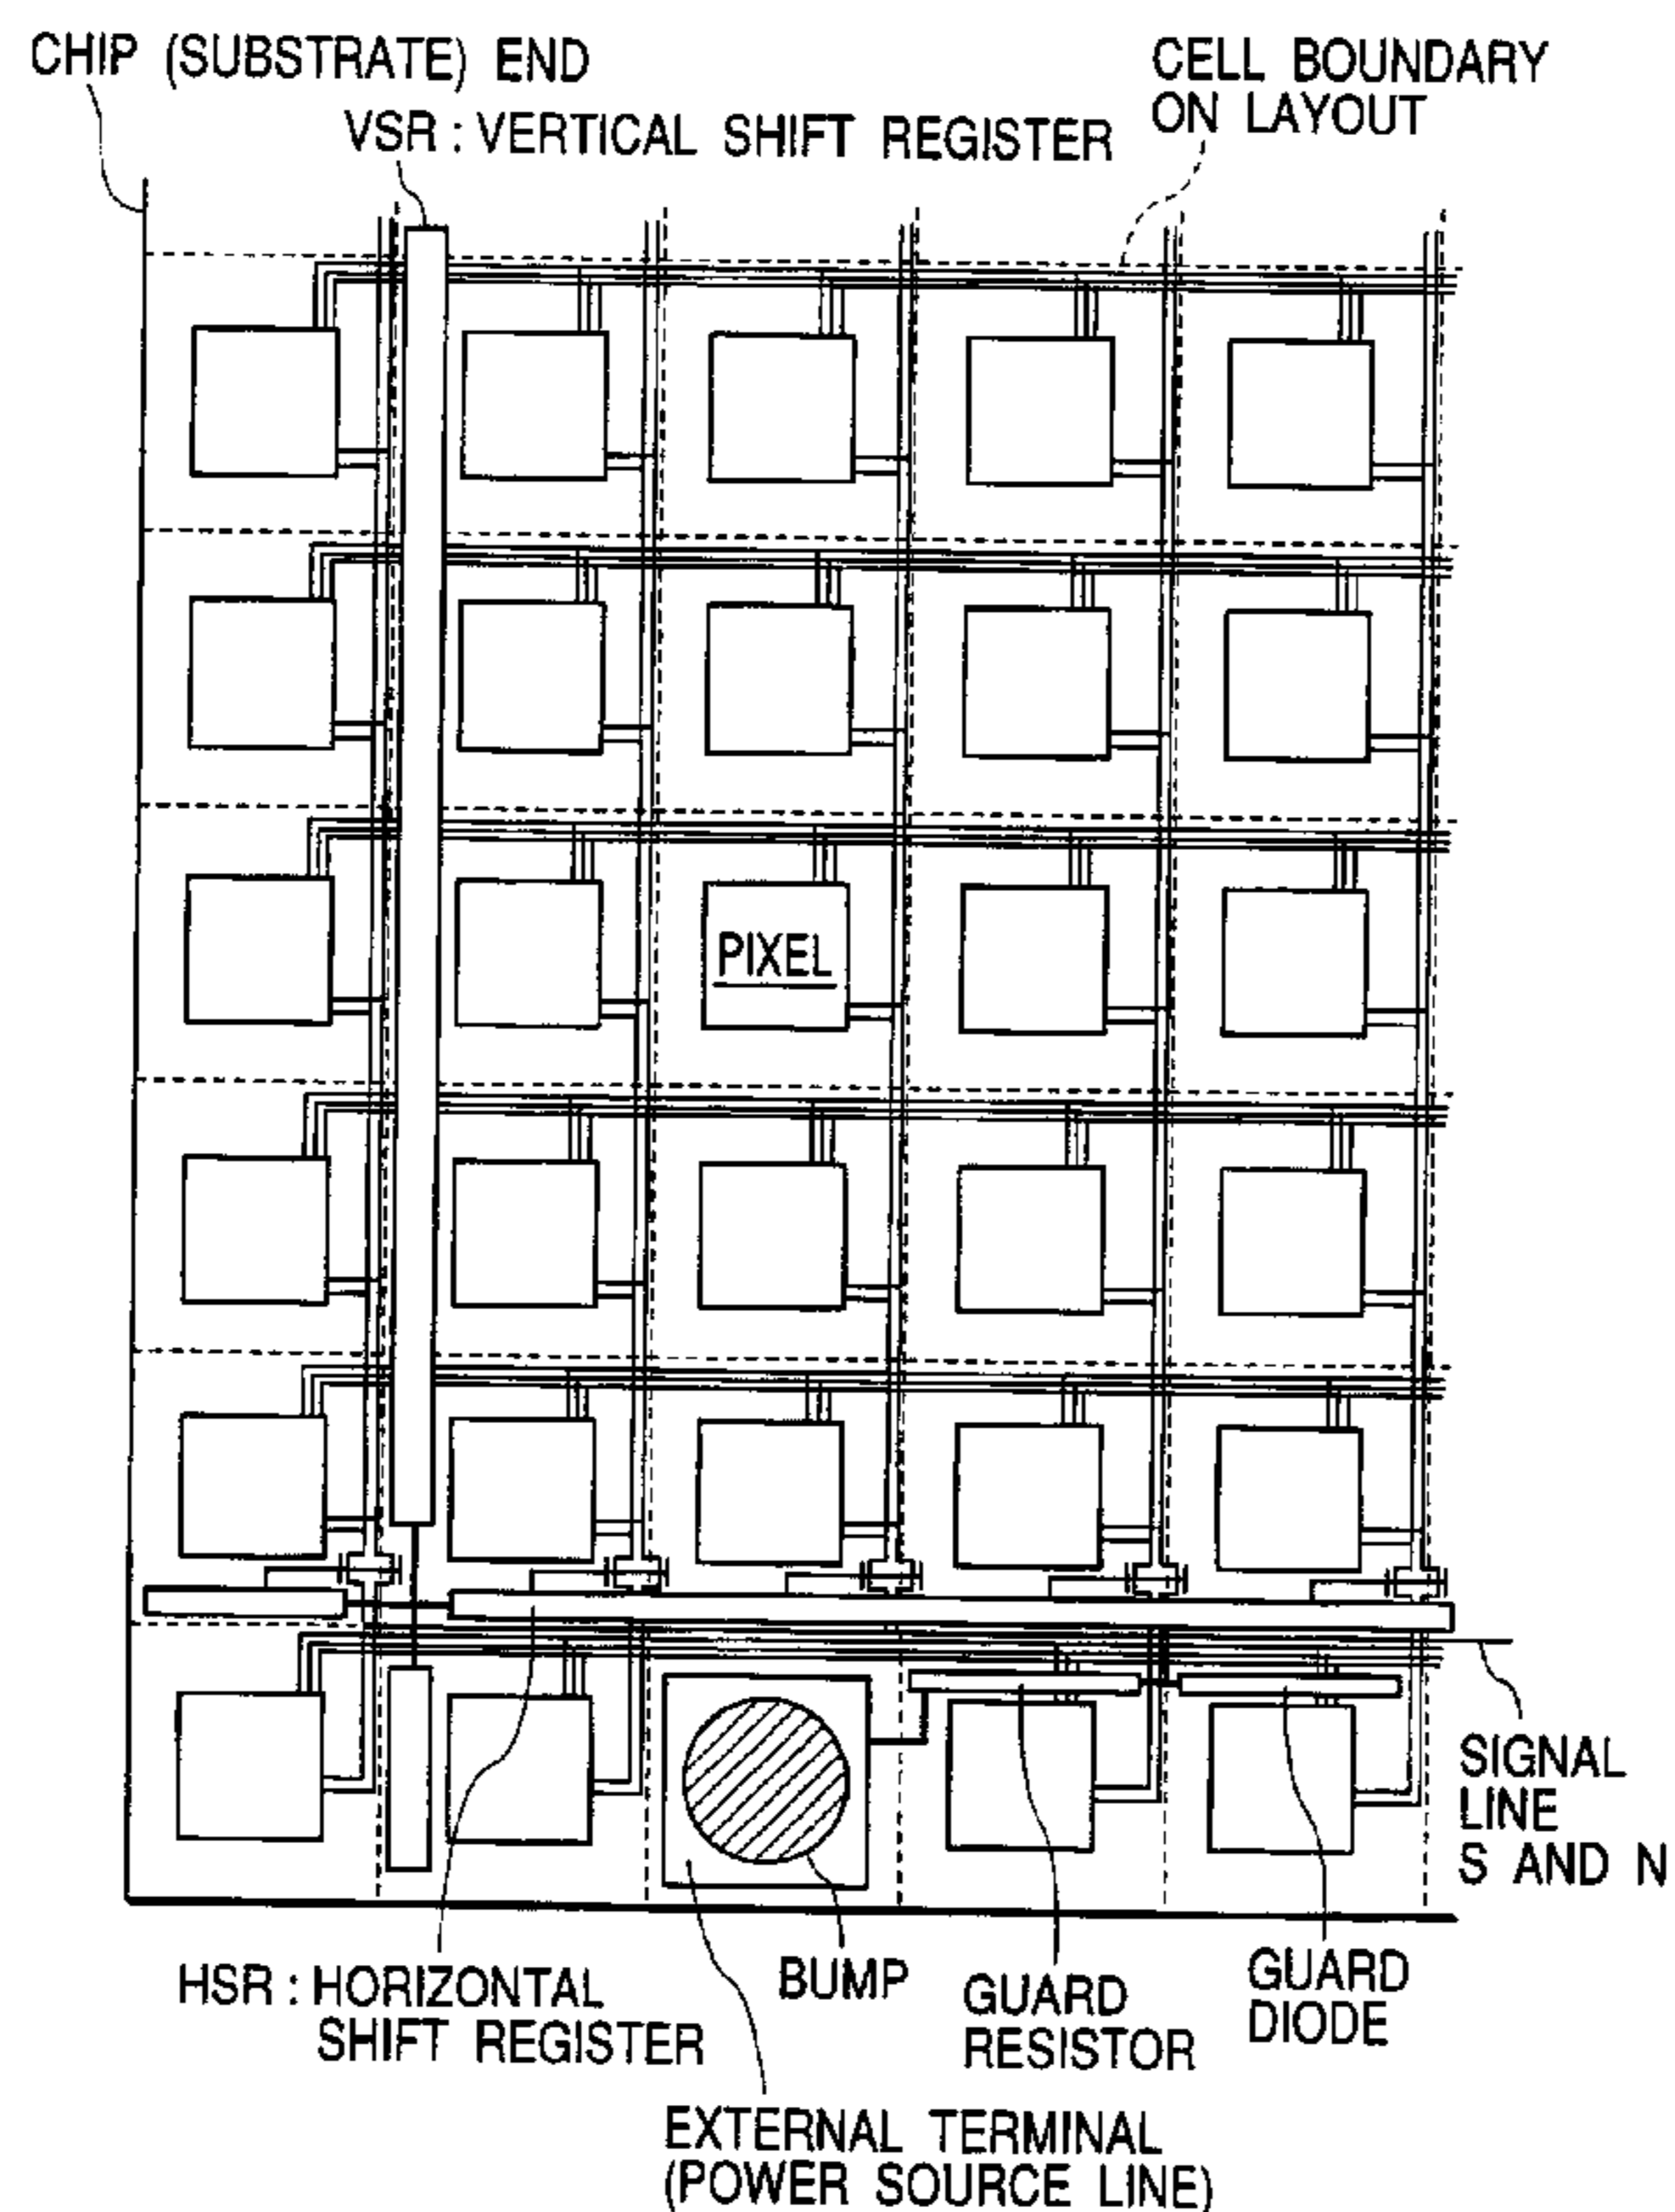 CHIP (SUBSTRATE) END
CELL BOUNDARY
ON LAYOUT
VSR : VERTICAL SHIFT REGISTER
PIXEL
SIGNAL
LINE
S AND N
HSR : HORIZONTAL
SHIFT REGISTER
BUMP
GUARD
RESISTOR
GUARD
DIODE
EXTERNAL TERMINAL
(POWER SOURCE LINE)